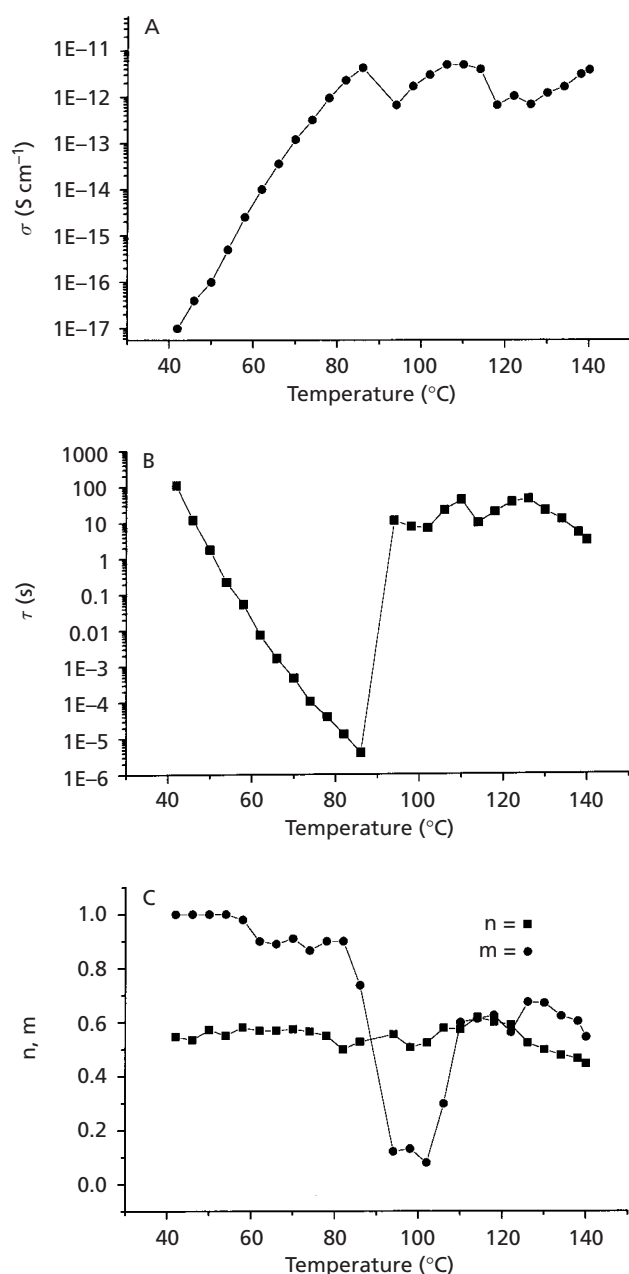 A
1E−11
1E−12
1E−13
1E−14
1E−15
1E−16
1E−17
σ (S cm⁻¹)
40 60 80 100 120 140
Temperature (°C)
B
1000
100
10
1
0.1
0.01
1E−3
1E−4
1E−5
1E−6
τ (s)
40 60 80 100 120 140
Temperature (°C)
C
n = ■
m = ●
1.0
0.8
0.6
0.4
0.2
0.0
n, m
40 60 80 100 120 140
Temperature (°C)